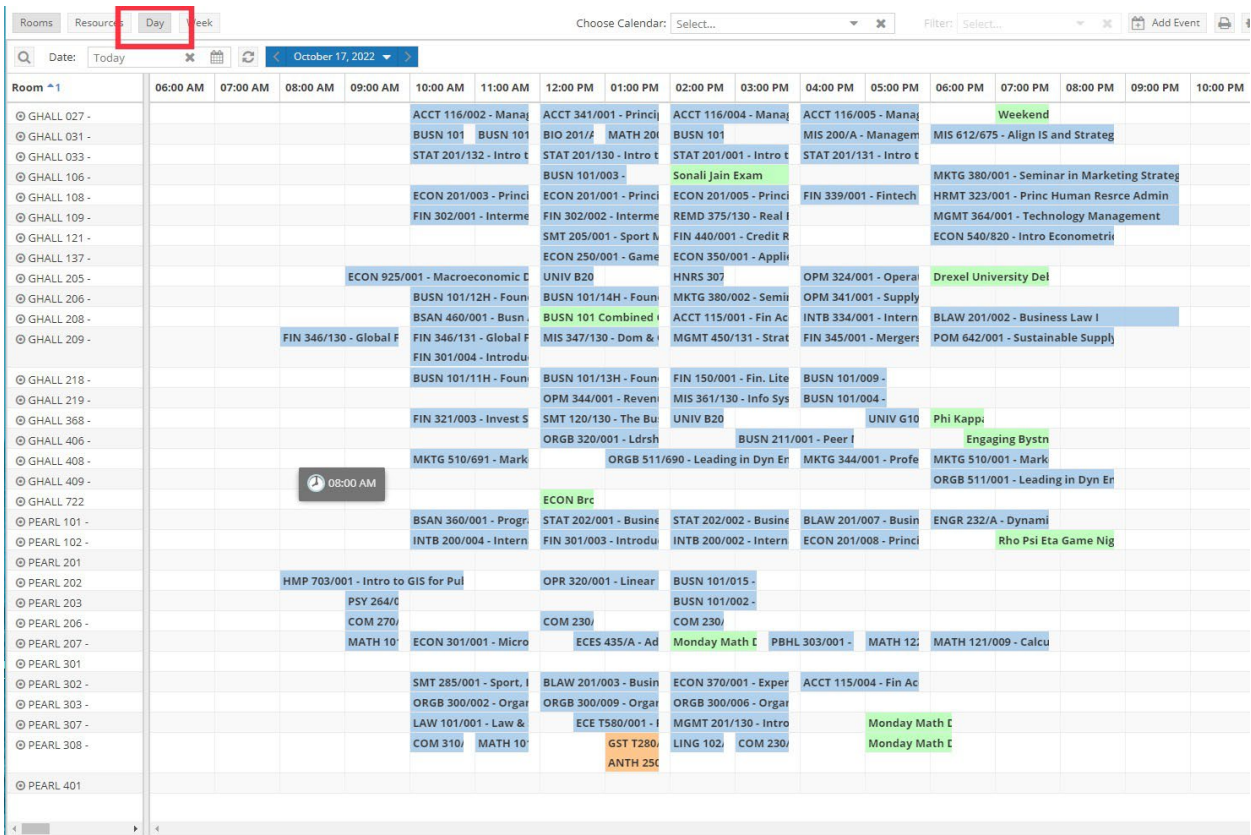 Rooms Resources Day Week Choose Calendar: Select... Filter: Select... Add Event
Date: Today October 17, 2022
Room 1 06:00 AM 07:00 AM 08:00 AM 09:00 AM 10:00 AM 11:00 AM 12:00 PM 01:00 PM 02:00 PM 03:00 PM 04:00 PM 05:00 PM 06:00 PM 07:00 PM 08:00 PM 09:00 PM 10:00 PM
GHALL 027 - ACCT 116/002 - Manag ACCT 341/001 - Princi ACCT 116/004 - Manag ACCT 116/005 - Manag Weekend
GHALL 031 - BUSN 101 BUSN 101 BIO 201/A MATH 200 BUSN 101 MIS 200/A - Managem MIS 612/675 - Align IS and Strateg
GHALL 033 - STAT 201/132 - Intro t STAT 201/130 - Intro t STAT 201/001 - Intro t STAT 201/131 - Intro t
GHALL 106 - BUSN 101/003 - Sonali Jain Exam MKTG 380/001 - Seminar in Marketing Strateg
GHALL 108 - ECON 201/003 - Princi ECON 201/001 - Princi ECON 201/005 - Princi FIN 339/001 - Fintech HRMT 323/001 - Princ Human Resrce Admin
GHALL 109 - FIN 302/001 - Interme FIN 302/002 - Interme REMD 375/130 - Real MGMT 364/001 - Technology Management
GHALL 121 - SMT 205/001 - Sport FIN 440/001 - Credit R ECON 540/820 - Intro Econometri
GHALL 137 - ECON 250/001 - Game ECON 350/001 - Appli
GHALL 205 - ECON 925/001 - Macroeconomic UNIV B20 HNRS 307 OPM 324/001 - Opera Drexel University Del
GHALL 206 - BUSN 101/12H - Foun BUSN 101/14H - Foun MKTG 380/002 - Semi OPM 341/001 - Supply
GHALL 208 - BSAN 460/001 - Busn BUSN 101 Combined ACCT 115/001 - Fin Ac INTB 334/001 - Intern BLAW 201/002 - Business Law I
GHALL 209 - FIN 346/130 - Global F FIN 346/131 - Global F MIS 347/130 - Dom & MGMT 450/131 - Strat FIN 345/001 - Mergers POM 642/001 - Sustainable Supply
FIN 301/004 - Introdu
GHALL 218 - BUSN 101/11H - Foun BUSN 101/13H - Foun FIN 150/001 - Fin. Lite BUSN 101/009 -
GHALL 219 - OPM 344/001 - Reven MIS 361/130 - Info Sys BUSN 101/004 -
GHALL 368 - FIN 321/003 - Invest S SMT 120/130 - The Bu UNIV B20 UNIV G10 Phi Kappa
GHALL 406 - ORGB 320/001 - Ldrsh BUSN 211/001 - Peer Engaging Bystn
GHALL 408 - MKTG 510/691 - Mark ORGB 511/690 - Leading in Dyn En MKTG 344/001 - Profe MKTG 510/001 - Mark
GHALL 409 - ORGB 511/001 - Leading in Dyn En
08:00 AM
GHALL 722 ECON Bro
PEARL 101 - BSAN 360/001 - Progr STAT 202/001 - Busine STAT 202/002 - Busine BLAW 201/007 - Busin ENGR 232/A - Dynami
PEARL 102 - INTB 200/004 - Intern FIN 301/003 - Introdu INTB 200/002 - Intern ECON 201/008 - Princi Rho Psi Eta Game Nig
PEARL 201
PEARL 202 HMP 703/001 - Intro to GIS for Pul OPR 320/001 - Linear BUSN 101/015 -
PEARL 203 PSY 264/0 BUSN 101/002 -
PEARL 206 - COM 270/ COM 230/ COM 230/
PEARL 207 - MATH 10 ECON 301/001 - Micro ECES 435/A - Ad Monday Math D PBHL 303/001 - MATH 122 MATH 121/009 - Calcu
PEARL 301
PEARL 302 - SMT 285/001 - Sport, BLAW 201/003 - Busin ECON 370/001 - Exper ACCT 115/004 - Fin Ac
PEARL 303 - ORGB 300/002 - Organ ORGB 300/009 - Organ ORGB 300/006 - Organ
PEARL 307 - LAW 101/001 - Law & ECE T580/001 - MGMT 201/130 - Intro Monday Math D
PEARL 308 - COM 310/ MATH 10 GST T280/ LING 102/ COM 230/ Monday Math D
ANTH 250
PEARL 401